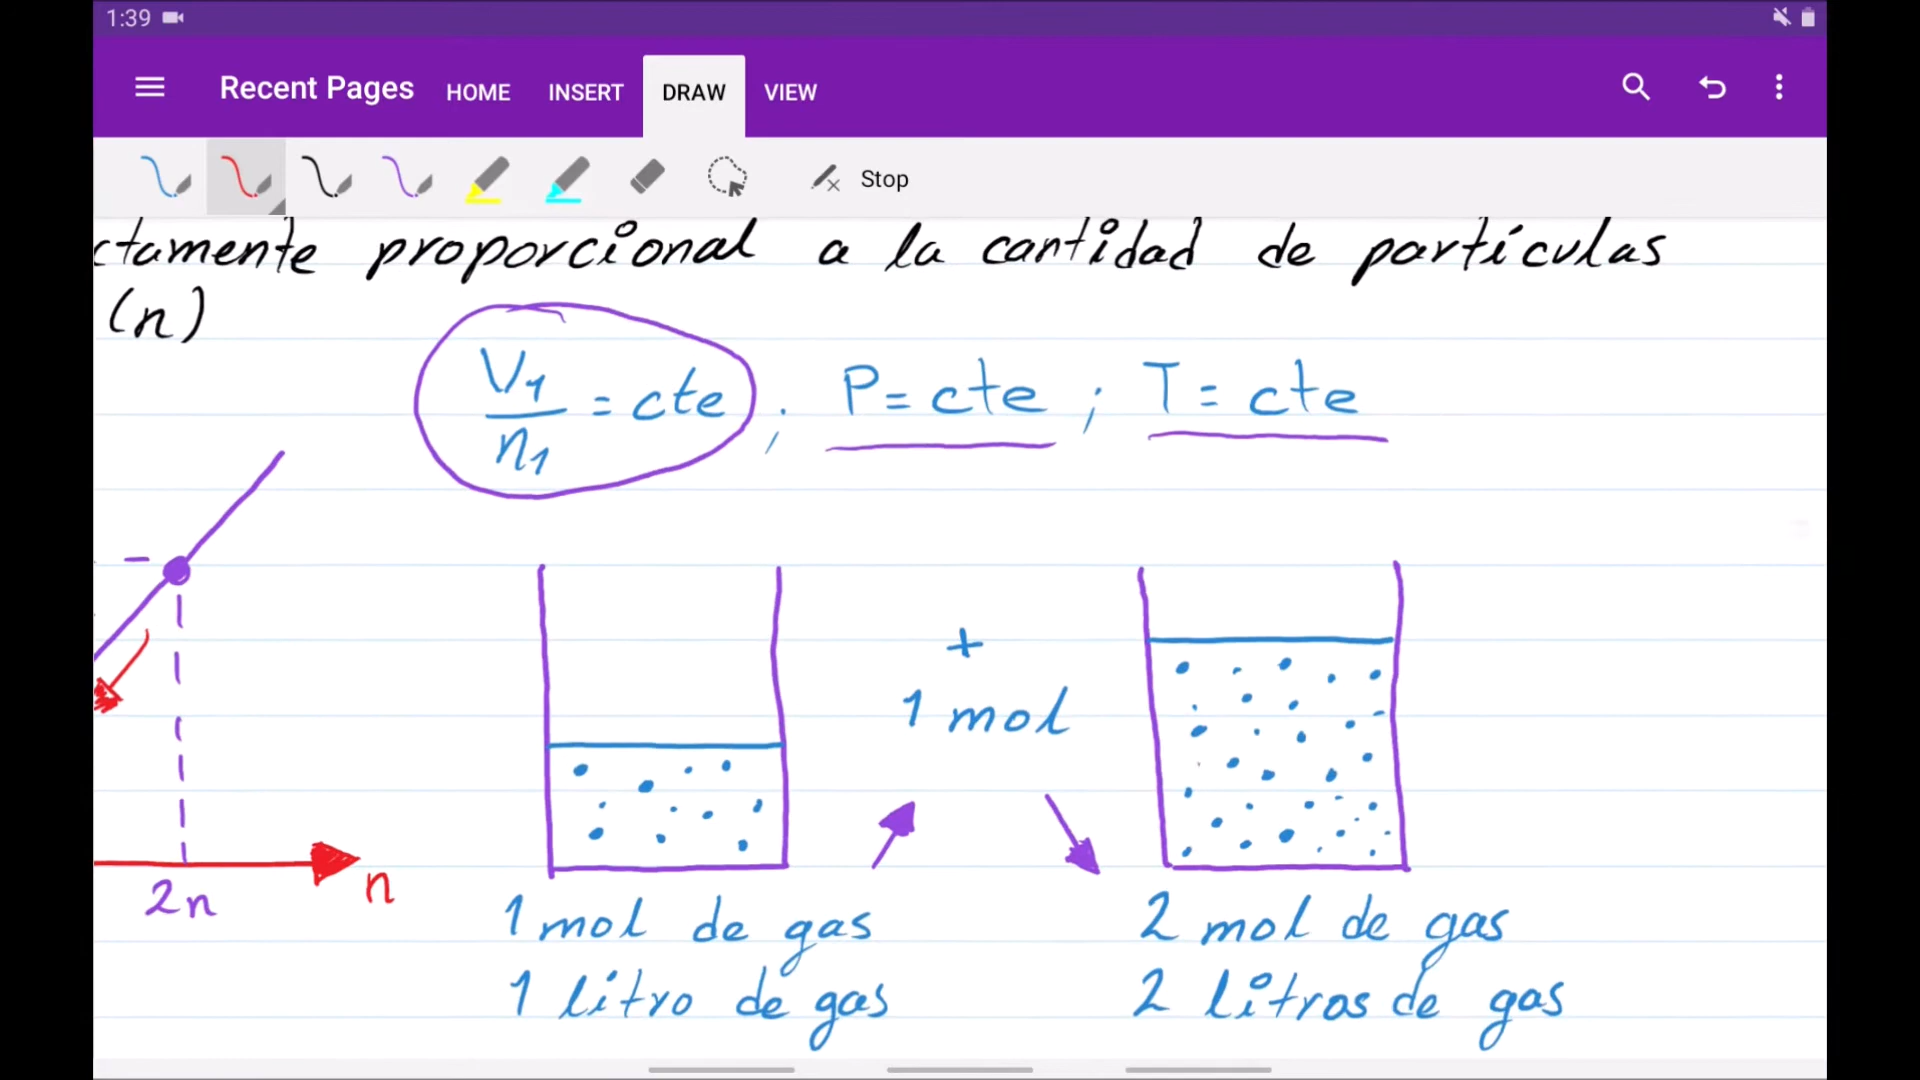 1:39
Recent Pages HOME INSERT DRAW VIEW
Stop
ctamente proporcional a la cantidad de partículas
(n)
V1/n1 = cte ; P = cte ; T = cte
+
1 mol
2n
n
1 mol de gas
1 litro de gas
2 mol de gas
2 litros de gas